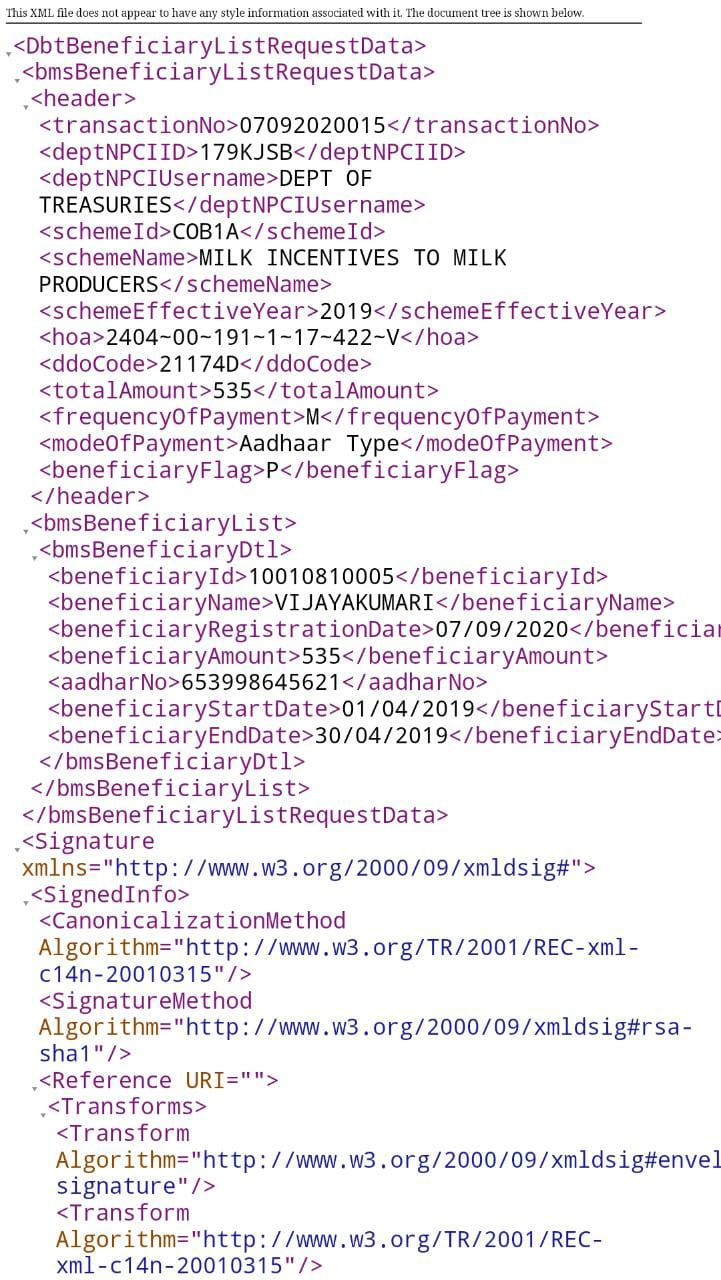 This XML file does not appear to have any style information associated with it. The document tree is shown below.
<DbtBeneficiaryListRequestData>
<bmsBeneficiaryListRequestData>
<header>
<transactionNo>07092020015</transactionNo>
<deptNPCIID>179KJSB</deptNPCIID>
<deptNPCIUsername>DEPT OF
TREASURIES</deptNPCIUsername>
<schemeId>COB1A</schemeId>
<schemeName>MILK INCENTIVES TO MILK
PRODUCERS</schemeName>
<schemeEffectiveYear>2019</schemeEffectiveYear>
<hoa>2404~00~191~1~17~422~V</hoa>
<ddoCode>21174D</ddoCode>
<totalAmount>535</totalAmount>
<frequencyOfPayment>M</frequencyOfPayment>
<modeOfPayment>Aadhaar Type</modeOfPayment>
<beneficiaryFlag>P</beneficiaryFlag>
</header>
<bmsBeneficiaryList>
<bmsBeneficiaryDtl>
<beneficiaryId>10010810005</beneficiaryId>
<beneficiaryName>VIJAYAKUMARI</beneficiaryName>
<beneficiaryRegistrationDate>07/09/2020</beneficiar
<beneficiaryAmount>535</beneficiaryAmount>
<aadharNo>653998645621</aadharNo>
<beneficiaryStartDate>01/04/2019</beneficiaryStartD
<beneficiaryEndDate>30/04/2019</beneficiaryEndDate>
</bmsBeneficiaryDtl>
</bmsBeneficiaryList>
</bmsBeneficiaryListRequestData>
<Signature
xmlns="http://www.w3.org/2000/09/xmldsig#">
<SignedInfo>
<CanonicalizationMethod
Algorithm="http://www.w3.org/TR/2001/REC-xml-
c14n-20010315"/>
<SignatureMethod
Algorithm="http://www.w3.org/2000/09/xmldsig#rsa-
sha1"/>
<Reference URI="">
<Transforms>
<Transform
Algorithm="http://www.w3.org/2000/09/xmldsig#envel
signature"/>
<Transform
Algorithm="http://www.w3.org/TR/2001/REC-
xml-c14n-20010315"/>